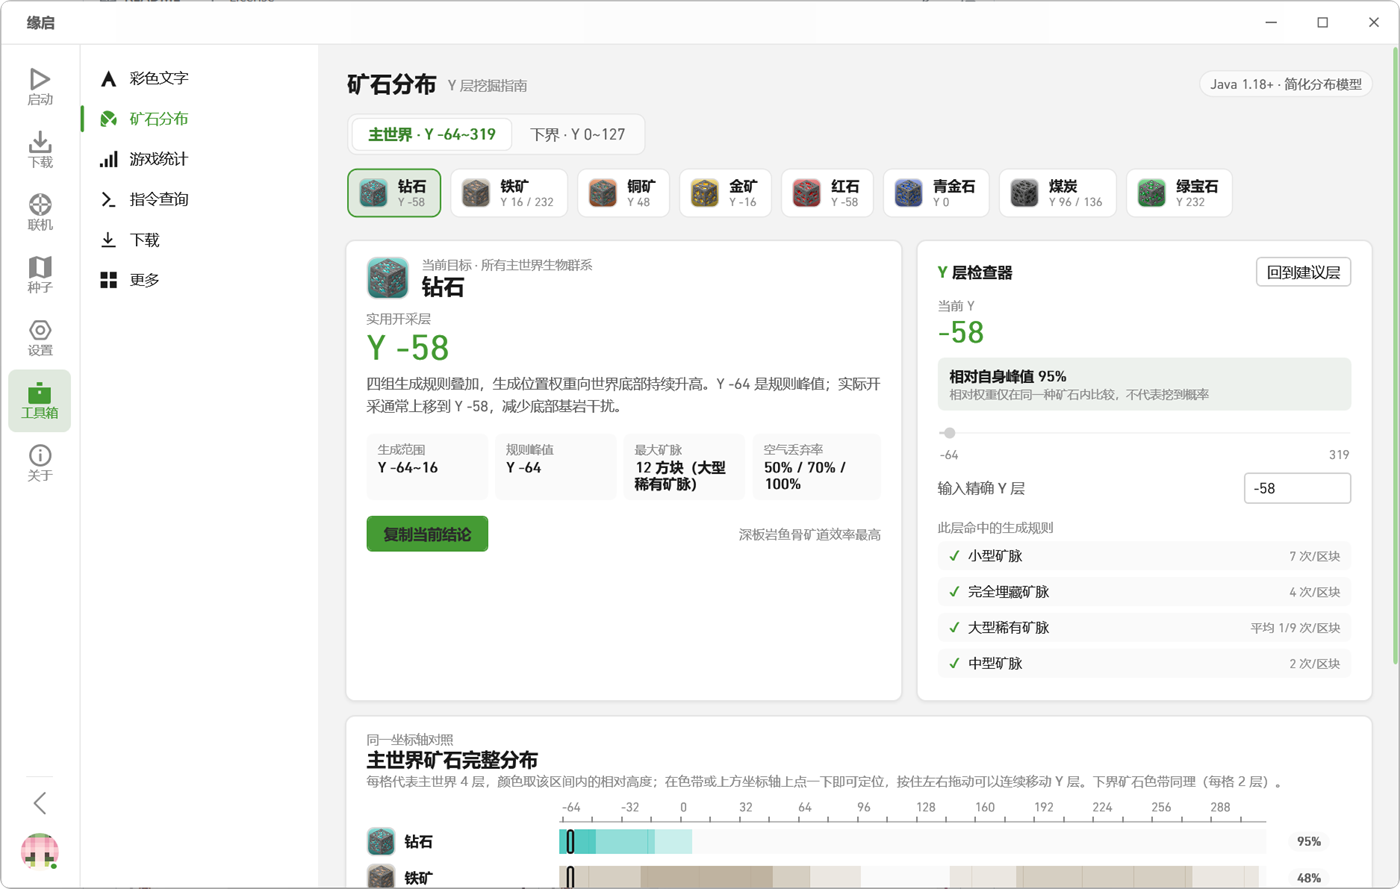 缘启
启动
下载
联机
种子
设置
工具箱
关于
彩色文字
矿石分布
游戏统计
指令查询
下载
更多
矿石分布 Y 层挖掘指南
Java 1.18+ · 简化分布模型
主世界 · Y -64~319
下界 · Y 0~127
钻石
Y -58
铁矿
Y 16 / 232
铜矿
Y 48
金矿
Y -16
红石
Y -58
青金石
Y 0
煤炭
Y 96 / 136
绿宝石
Y 232
当前目标 · 所有主世界生物群系
钻石
实用开采层
Y -58
四组生成规则叠加，生成位置权重向世界底部持续升高。Y -64 是规则峰值；实际开
采通常上移到 Y -58，减少底部基岩干扰。
生成范围
Y -64~16
规则峰值
Y -64
最大矿脉
12 方块（大型
稀有矿脉）
空气丢弃率
50% / 70% /
100%
复制当前结论
深板岩鱼骨矿道效率最高
Y 层检查器
回到建议层
当前 Y
-58
相对自身峰值 95%
相对权重仅在同一种矿石内比较，不代表挖到概率
-64
319
输入精确 Y 层
-58
此层命中的生成规则
小型矿脉 7 次/区块
完全埋藏矿脉 4 次/区块
大型稀有矿脉 平均 1/9 次/区块
中型矿脉 2 次/区块
同一坐标轴对照
主世界矿石完整分布
每格代表主世界 4 层，颜色取该区间内的相对高度；在色带或上方坐标轴上点一下即可定位，按住左右拖动可以连续移动 Y 层。下界矿石色带同理（每格 2 层）。
-64 -32 0 32 64 96 128 160 192 224 256 288
钻石 95%
铁矿 48%